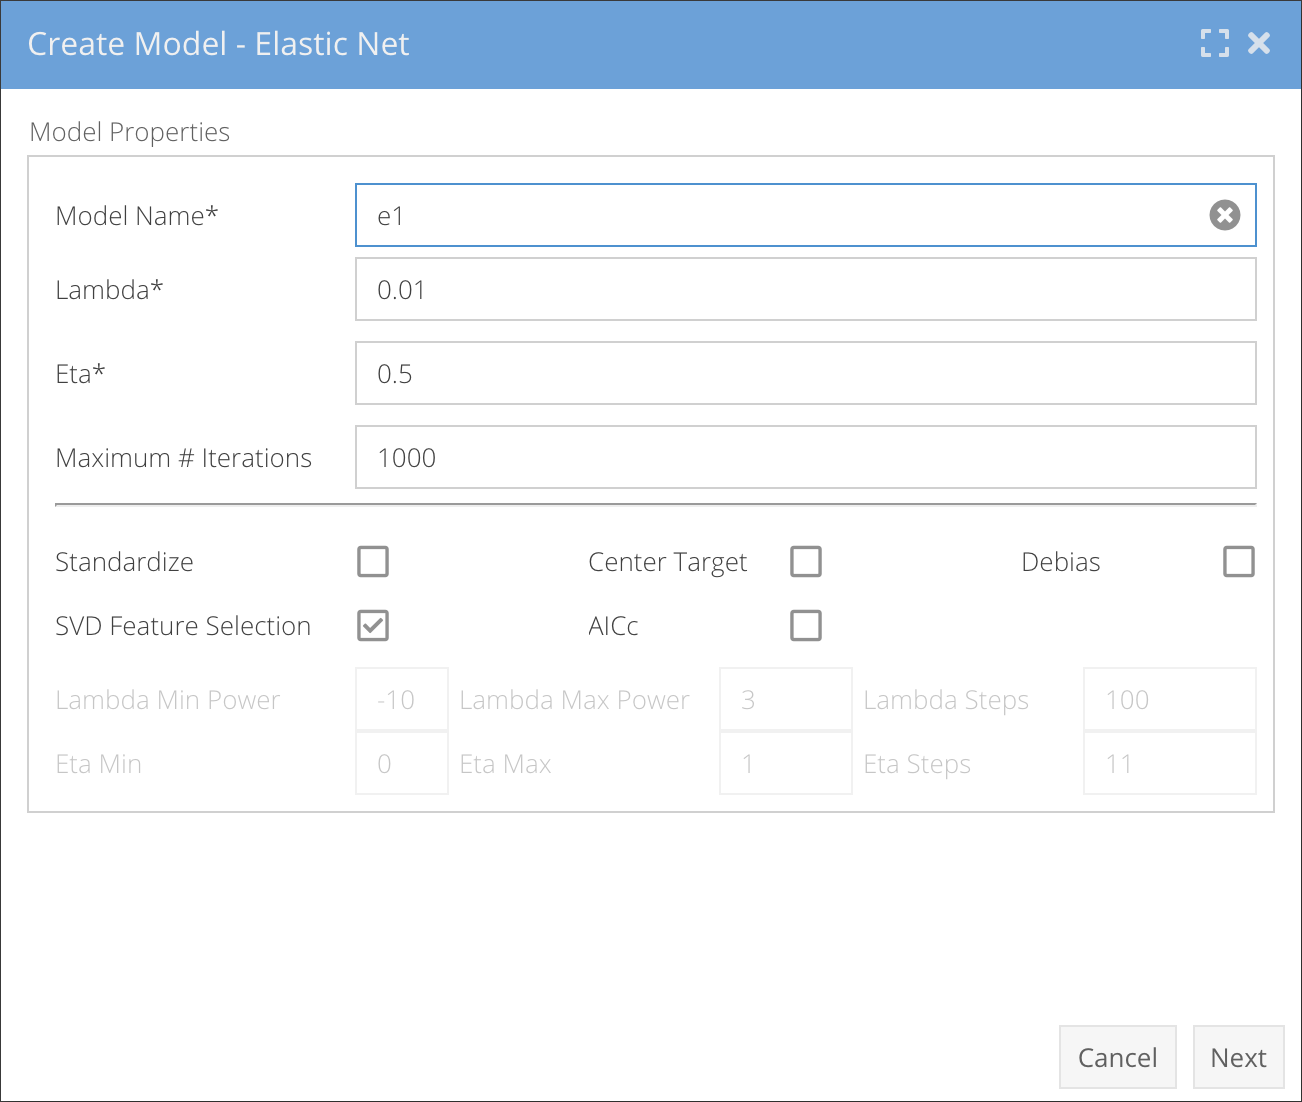 Create Model - Elastic Net
Model Properties
Model Name* e1
Lambda* 0.01
Eta* 0.5
Maximum # Iterations 1000
Standardize Center Target Debias
SVD Feature Selection AICc
Lambda Min Power -10 Lambda Max Power 3 Lambda Steps 100
Eta Min 0 Eta Max 1 Eta Steps 11
Cancel Next